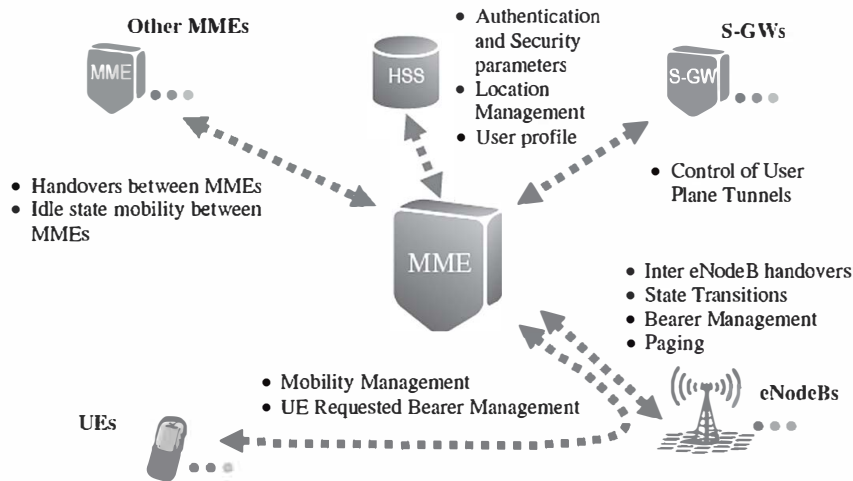 Other MMEs
MME
HSS
• Authentication
and Security
parameters
• Location
Management
• User profile
S-GWs
S-GW
• Handovers between MMEs
• Idle state mobility between
MMEs
• Control of User
Plane Tunnels
MME
• Inter eNodeB handovers
• State Transitions
• Bearer Management
• Paging
• Mobility Management
• UE Requested Bearer Management
eNodeBs
UEs